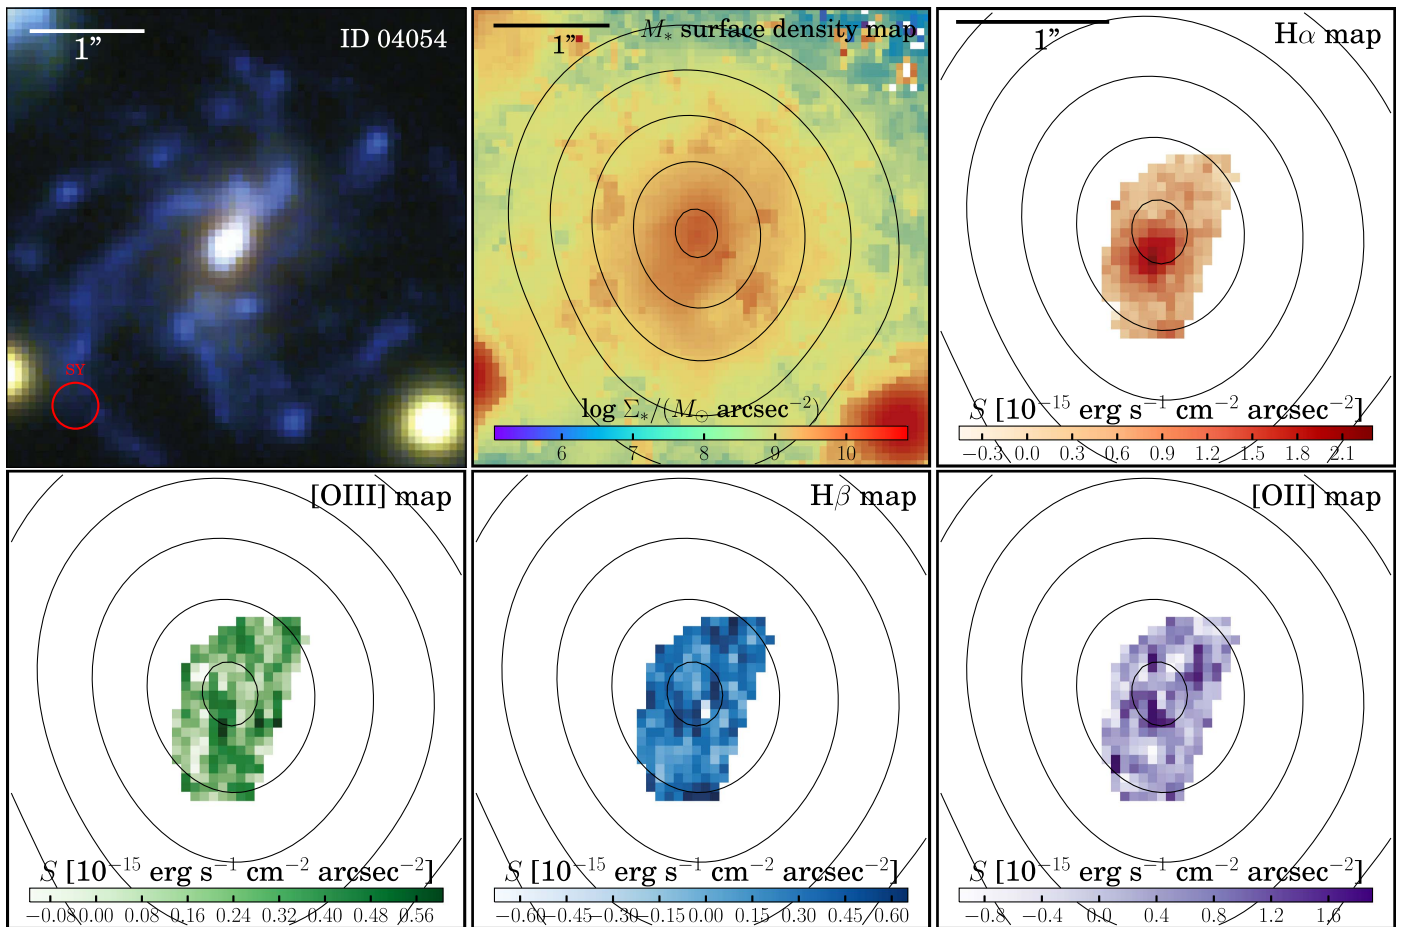 ID 04054
1”
SY
M* surface density map
1”
log Σ*/(M⊙ arcsec⁻²)
6 7 8 9 10
Hα map
1”
S [10⁻¹⁵ erg s⁻¹ cm⁻² arcsec⁻²]
−0.3 0.0 0.3 0.6 0.9 1.2 1.5 1.8 2.1
[OIII] map
S [10⁻¹⁵ erg s⁻¹ cm⁻² arcsec⁻²]
−0.08 0.00 0.08 0.16 0.24 0.32 0.40 0.48 0.56
Hβ map
S [10⁻¹⁵ erg s⁻¹ cm⁻² arcsec⁻²]
−0.60 −0.45 −0.30 −0.15 0.00 0.15 0.30 0.45 0.60
[OII] map
S [10⁻¹⁵ erg s⁻¹ cm⁻² arcsec⁻²]
−0.8 −0.4 0.0 0.4 0.8 1.2 1.6